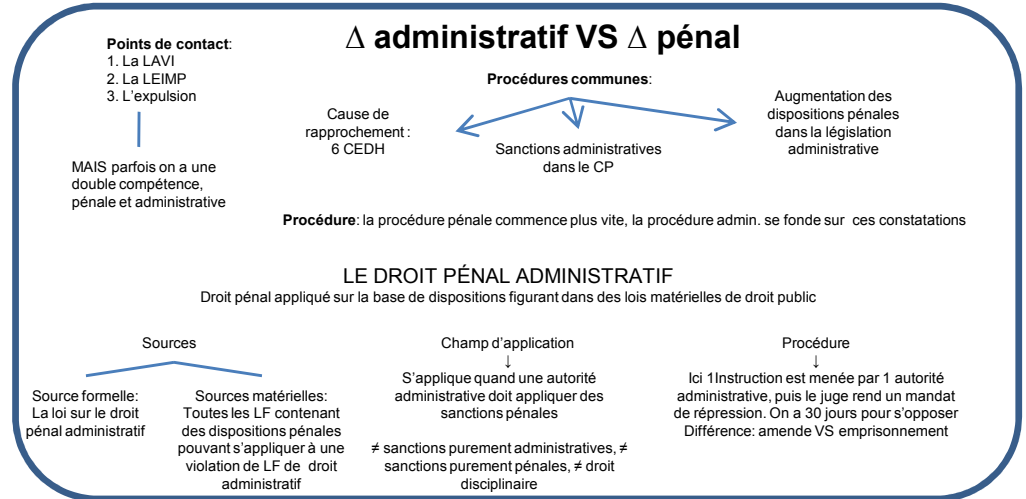 ∆ administratif VS ∆ pénal
Points de contact:
1. La LAVI
2. La LEIMP
3. L'expulsion
MAIS parfois on a une
double compétence,
pénale et administrative
Procédures communes:
Cause de
rapprochement :
6 CEDH
Sanctions administratives
dans le CP
Augmentation des
dispositions pénales
dans la législation
administrative
Procédure: la procédure pénale commence plus vite, la procédure admin. se fonde sur ces constatations
LE DROIT PÉNAL ADMINISTRATIF
Droit pénal appliqué sur la base de dispositions figurant dans des lois matérielles de droit public
Sources
Source formelle:
La loi sur le droit
pénal administratif
Sources matérielles:
Toutes les LF contenant
des dispositions pénales
pouvant s'appliquer à une
violation de LF de droit
administratif
Champ d'application
↓
S'applique quand une autorité
administrative doit appliquer des
sanctions pénales
≠ sanctions purement administratives, ≠
sanctions purement pénales, ≠ droit
disciplinaire
Procédure
↓
Ici 1Instruction est menée par 1 autorité
administrative, puis le juge rend un mandat
de répression. On a 30 jours pour s'opposer
Différence: amende VS emprisonnement